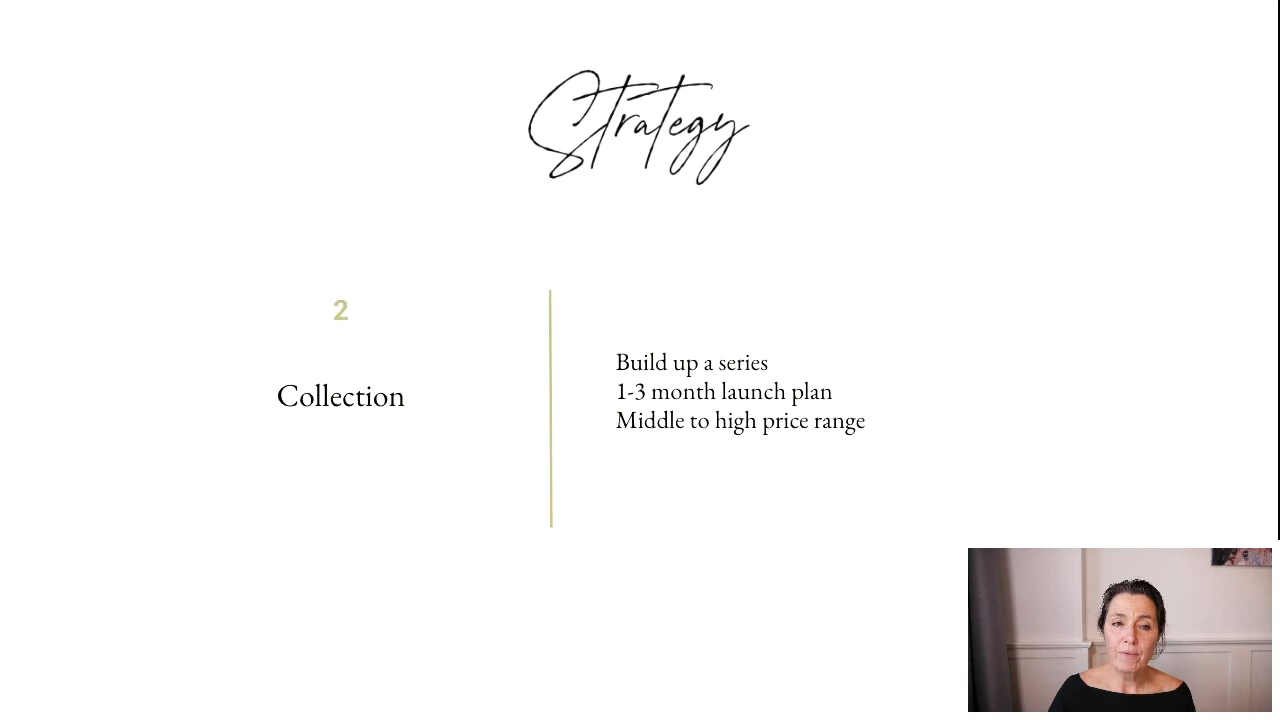 Strategy
2
Collection
Build up a series
1-3 month launch plan
Middle to high price range